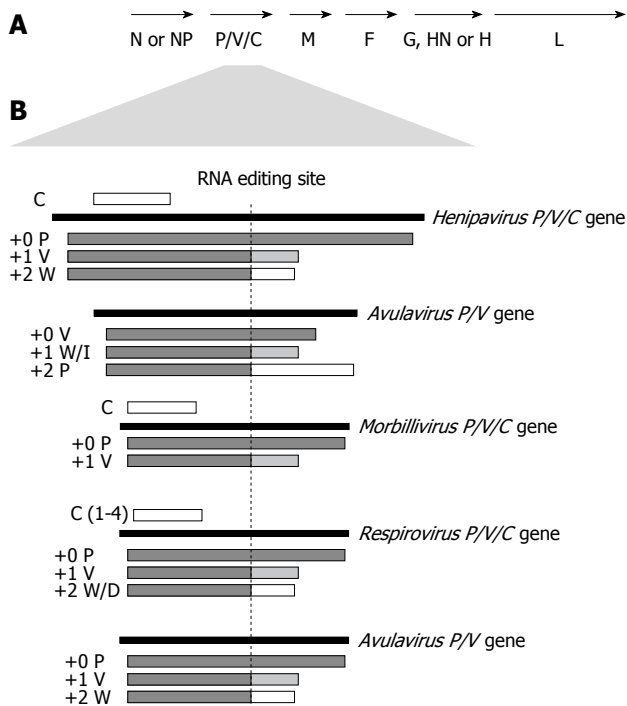 A
N or NP P/V/C M F G, HN or H L
B
RNA editing site
C
Henipavirus P/V/C gene
+0 P
+1 V
+2 W
Avulavirus P/V gene
+0 V
+1 W/I
+2 P
C
Morbillivirus P/V/C gene
+0 P
+1 V
C (1-4)
Respirovirus P/V/C gene
+0 P
+1 V
+2 W/D
Avulavirus P/V gene
+0 P
+1 V
+2 W